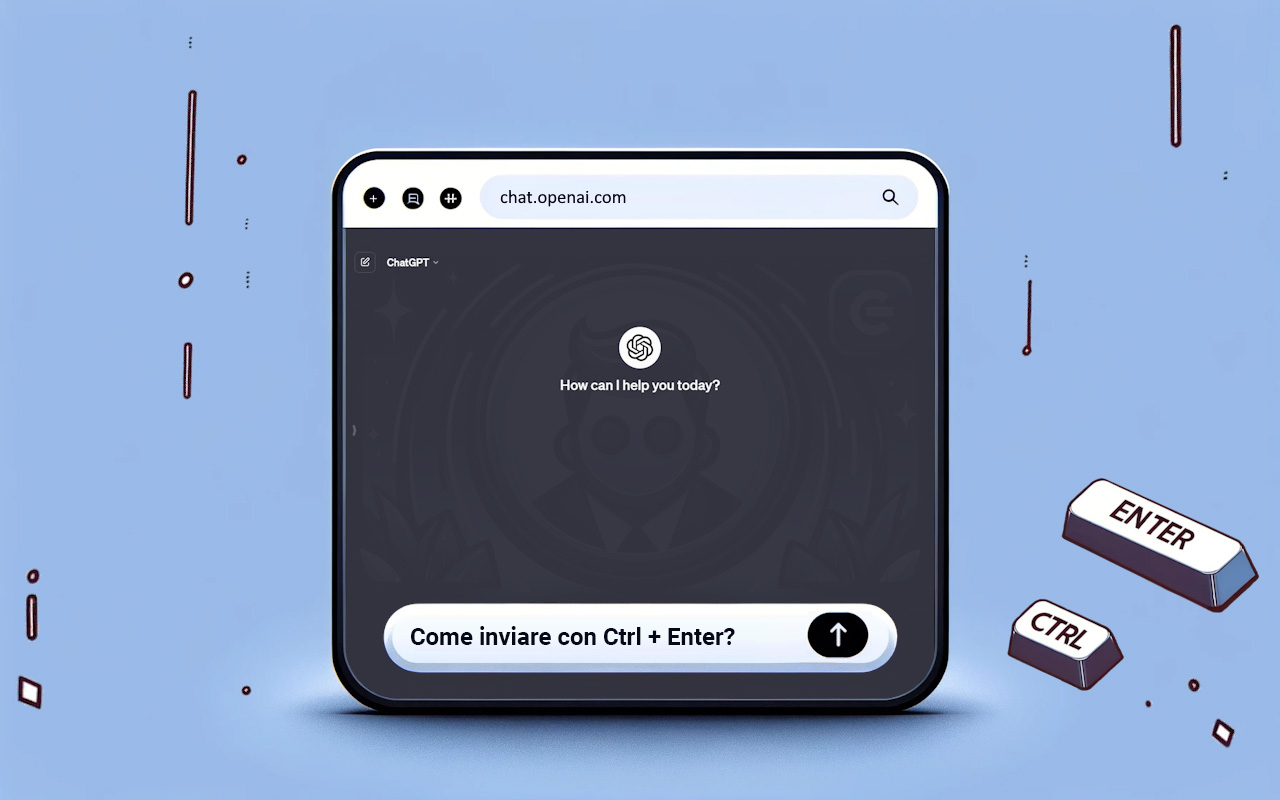 chat.openai.com
ChatGPT
How can I help you today?
Come inviare con Ctrl + Enter?
ENTER
CTRL